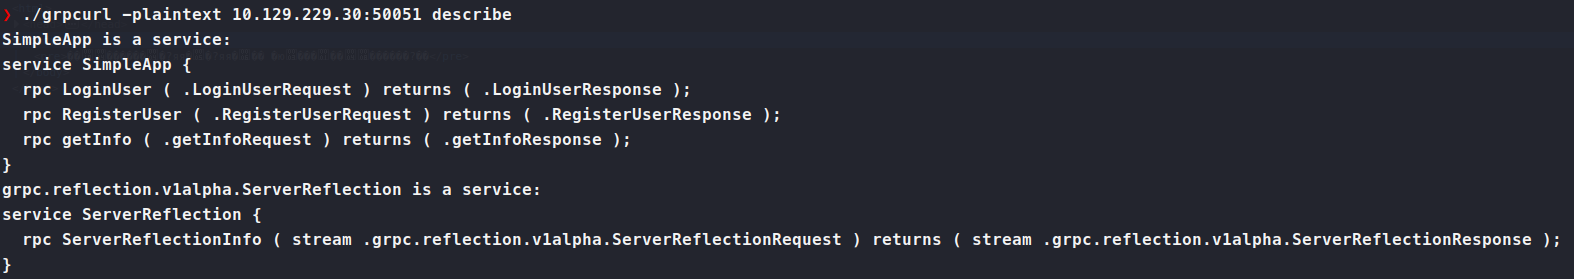 ❯ ./grpcurl -plaintext 10.129.229.30:50051 describe
SimpleApp is a service:
service SimpleApp {
  rpc LoginUser ( .LoginUserRequest ) returns ( .LoginUserResponse );
  rpc RegisterUser ( .RegisterUserRequest ) returns ( .RegisterUserResponse );
  rpc getInfo ( .getInfoRequest ) returns ( .getInfoResponse );
}
grpc.reflection.v1alpha.ServerReflection is a service:
service ServerReflection {
  rpc ServerReflectionInfo ( stream .grpc.reflection.v1alpha.ServerReflectionRequest ) returns ( stream .grpc.reflection.v1alpha.ServerReflectionResponse );
}